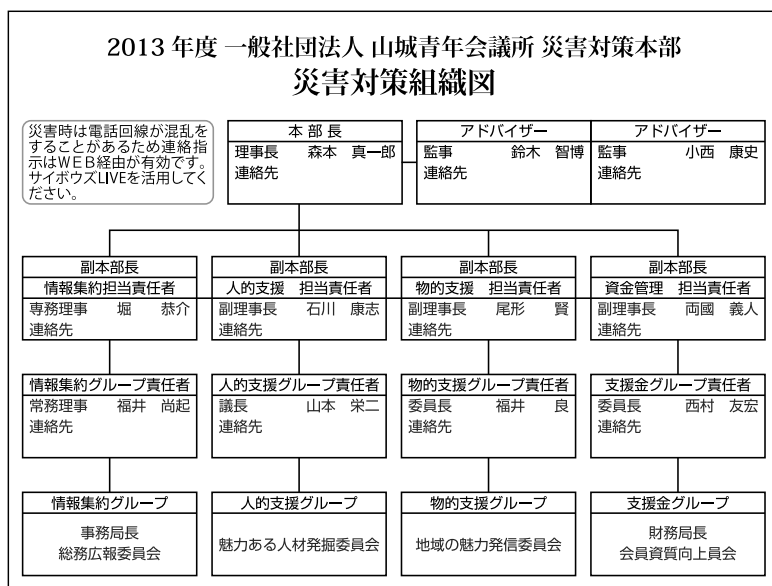 2013 年度 一般社団法人 山城青年会議所 災害対策本部
災害対策組織図
災害時は電話回線が混乱を
することがあるため連絡指
示はWEB経由が有効です。
サイボウズLIVEを活用してく
ださい。
本 部 長
理事長 森本 真一郎
連絡先
アドバイザー
監事 鈴木 智博
連絡先
アドバイザー
監事 小西 康史
連絡先
副本部長
情報集約担当責任者
専務理事 堀 恭介
連絡先
副本部長
人的支援 担当責任者
副理事長 石川 康志
連絡先
副本部長
物的支援 担当責任者
副理事長 尾形 賢
連絡先
副本部長
資金管理 担当責任者
副理事長 両國 義人
連絡先
情報集約グループ責任者
常務理事 福井 尚起
連絡先
人的支援グループ責任者
議長 山本 栄二
連絡先
物的支援グループ責任者
委員長 福井 良
連絡先
支援金グループ責任者
委員長 西村 友宏
連絡先
情報集約グループ
事務局長
総務広報委員会
人的支援グループ
魅力ある人材発掘委員会
物的支援グループ
地域の魅力発信委員会
支援金グループ
財務局長
会員資質向上員会